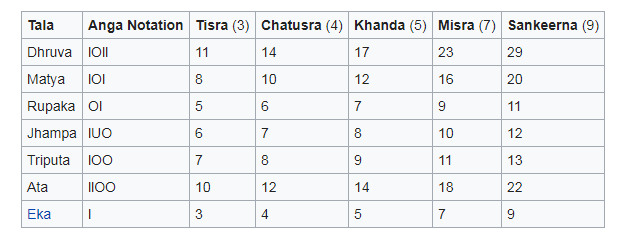 Tala Anga Notation Tisra (3) Chatusra (4) Khanda (5) Misra (7) Sankeerna (9)
Dhruva IOII 11 14 17 23 29
Matya IOI 8 10 12 16 20
Rupaka OI 5 6 7 9 11
Jhampa IUO 6 7 8 10 12
Triputa IOO 7 8 9 11 13
Ata IIOO 10 12 14 18 22
Eka I 3 4 5 7 9